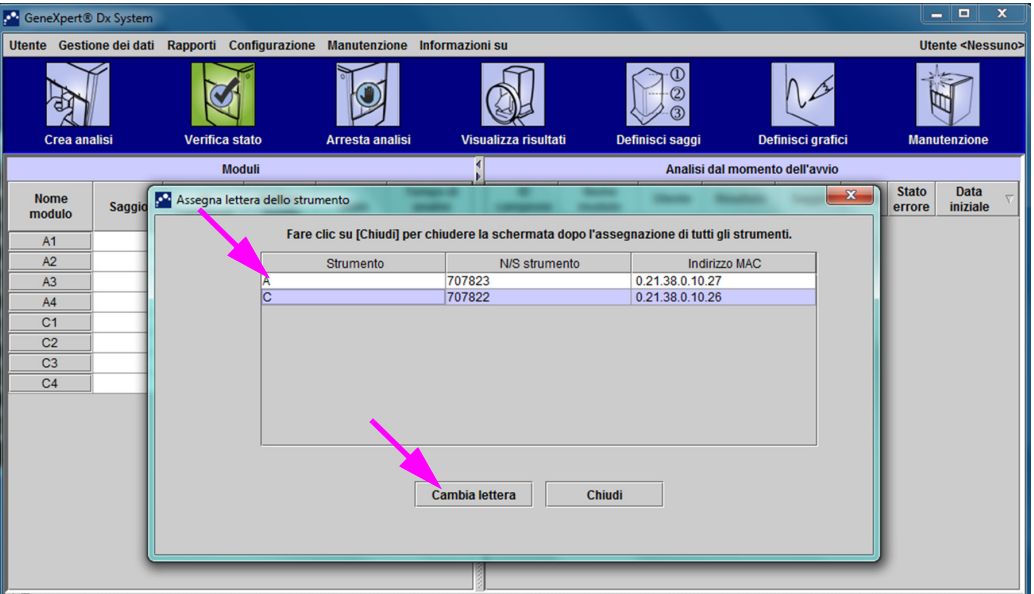 GeneXpert® Dx System
Utente Gestione dei dati Rapporti Configurazione Manutenzione Informazioni su Utente <Nessuno>
Crea analisi Verifica stato Arresta analisi Visualizza risultati Definisci saggi Definisci grafici Manutenzione
Moduli Analisi dal momento dell'avvio
Nome modulo Saggio Stato errore Data iniziale
Assegna lettera dello strumento
Fare clic su [Chiudi] per chiudere la schermata dopo l'assegnazione di tutti gli strumenti.
Strumento N/S strumento Indirizzo MAC
A 707823 0.21.38.0.10.27
C 707822 0.21.38.0.10.26
A1
A2
A3
A4
C1
C2
C3
C4
Cambia lettera Chiudi